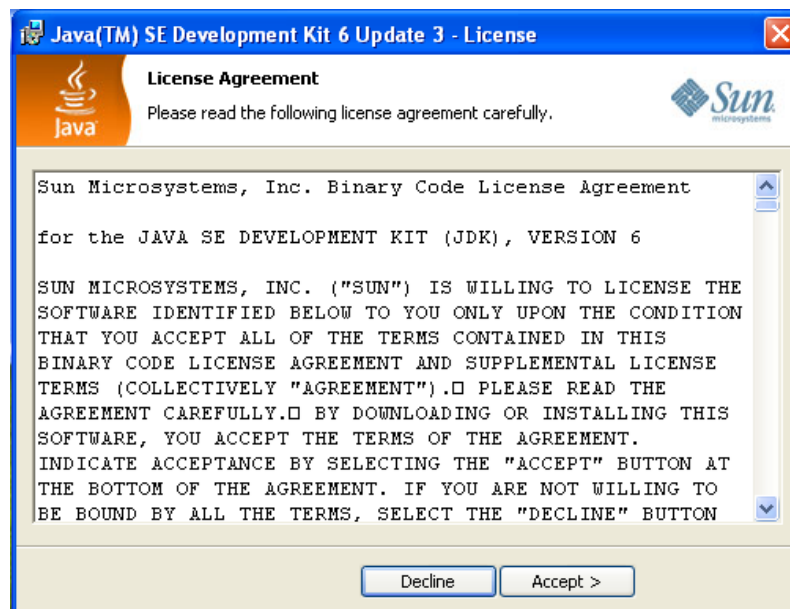 Java(TM) SE Development Kit 6 Update 3 - License
License Agreement
Please read the following license agreement carefully.
Java
Sun
microsystems
Sun Microsystems, Inc. Binary Code License Agreement
for the JAVA SE DEVELOPMENT KIT (JDK), VERSION 6
SUN MICROSYSTEMS, INC. ("SUN") IS WILLING TO LICENSE THE
SOFTWARE IDENTIFIED BELOW TO YOU ONLY UPON THE CONDITION
THAT YOU ACCEPT ALL OF THE TERMS CONTAINED IN THIS
BINARY CODE LICENSE AGREEMENT AND SUPPLEMENTAL LICENSE
TERMS (COLLECTIVELY "AGREEMENT").□ PLEASE READ THE
AGREEMENT CAREFULLY.□ BY DOWNLOADING OR INSTALLING THIS
SOFTWARE, YOU ACCEPT THE TERMS OF THE AGREEMENT.
INDICATE ACCEPTANCE BY SELECTING THE "ACCEPT" BUTTON AT
THE BOTTOM OF THE AGREEMENT. IF YOU ARE NOT WILLING TO
BE BOUND BY ALL THE TERMS, SELECT THE "DECLINE" BUTTON
Decline
Accept >